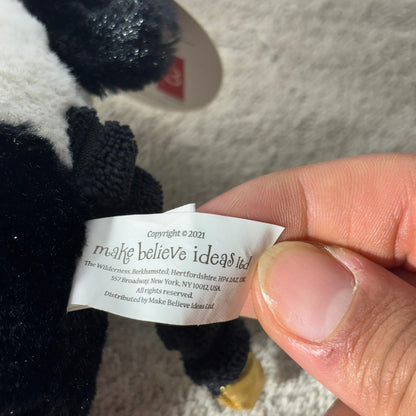 Copyright © 2021
make believe ideas ltd
The Wilderness, Berkhamsted, Hertfordshire, HP4 2AZ, UK.
557 Broadway, New York, NY 10012, USA.
All rights reserved.
Distributed by Make Believe Ideas Ltd